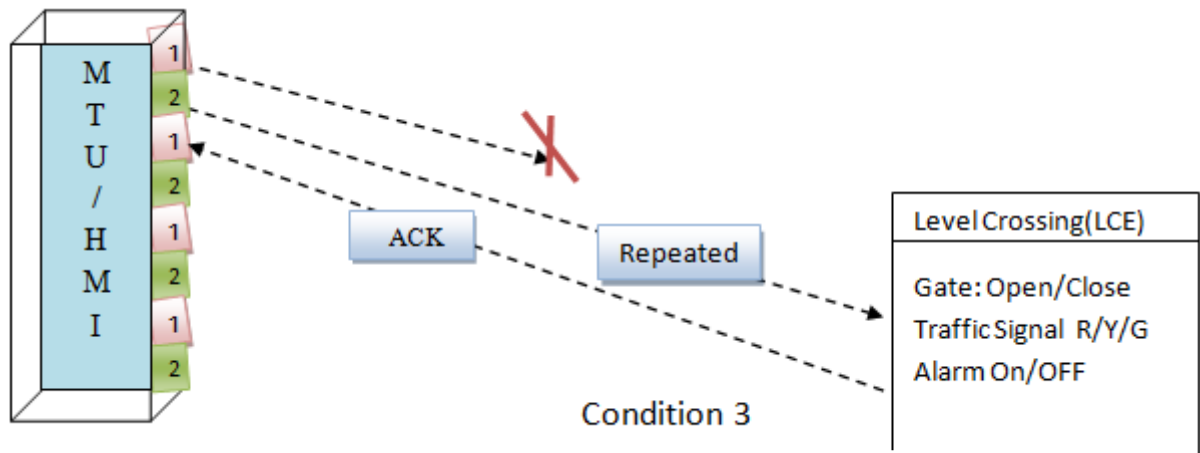 M
T
U
/
H
M
I
1
2
1
2
1
2
1
2
ACK
Repeated
Level Crossing(LCE)
Gate: Open/Close
Traffic Signal R/Y/G
Alarm On/OFF
Condition 3